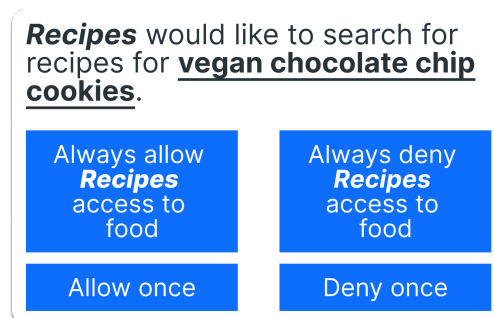 Recipes would like to search for
recipes for vegan chocolate chip
cookies.
Always allow
Recipes
access to
food
Always deny
Recipes
access to
food
Allow once
Deny once